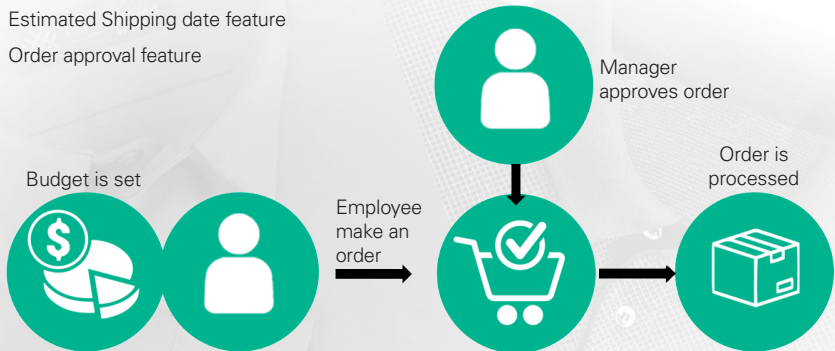 Estimated Shipping date feature
Order approval feature
Manager
approves order
Budget is set
Employee
make an
order
Order is
processed
$